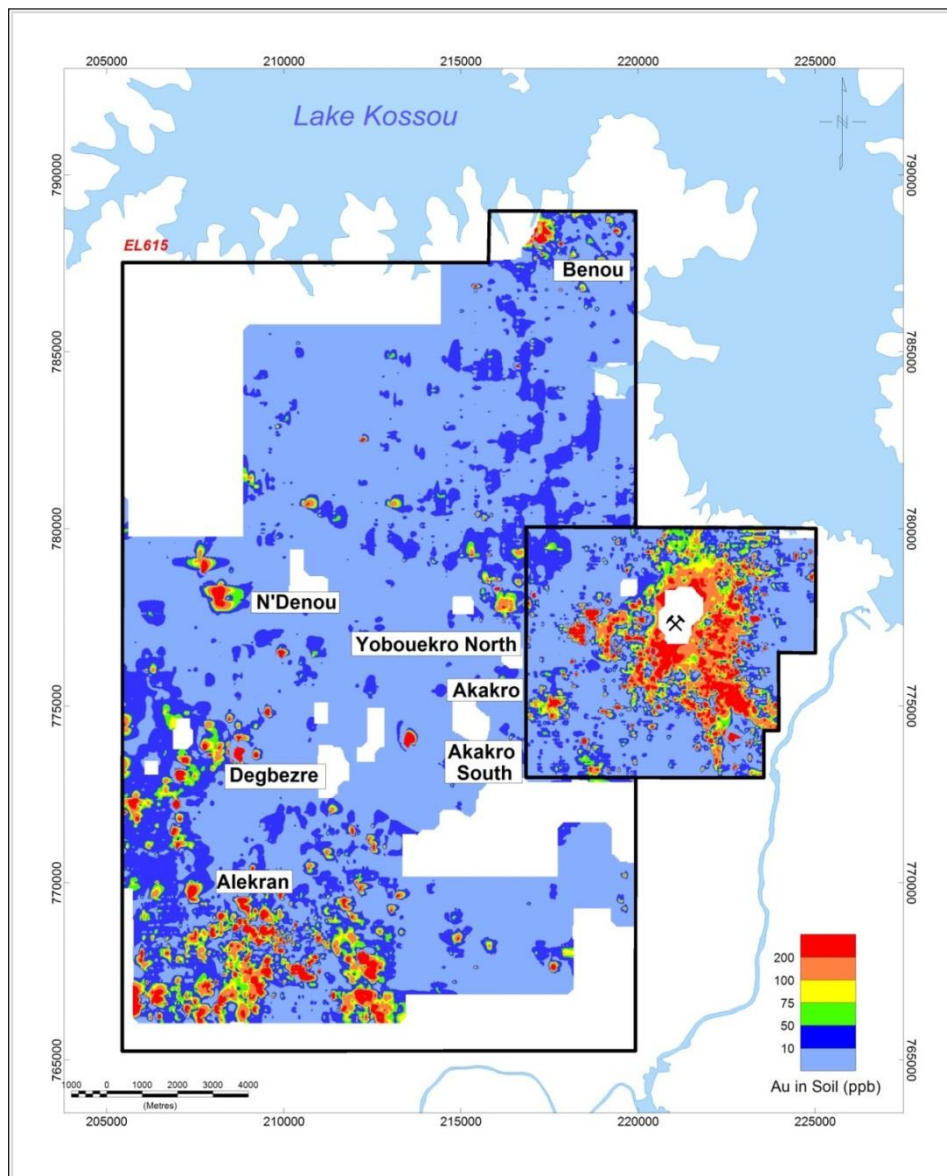 205000 210000 215000 220000 225000
Lake Kossou
N
790000 790000
EL615
Benou
785000 785000
780000 780000
N'Denou
Yobouekro North
Akakro
775000 775000
Akakro
South
Degbezre
770000 770000
Alekran
200
100
75
50
10
765000 765000
Au in Soil (ppb)
1000 0 1000 2000 3000 4000
(Metres)
205000 210000 215000 220000 225000